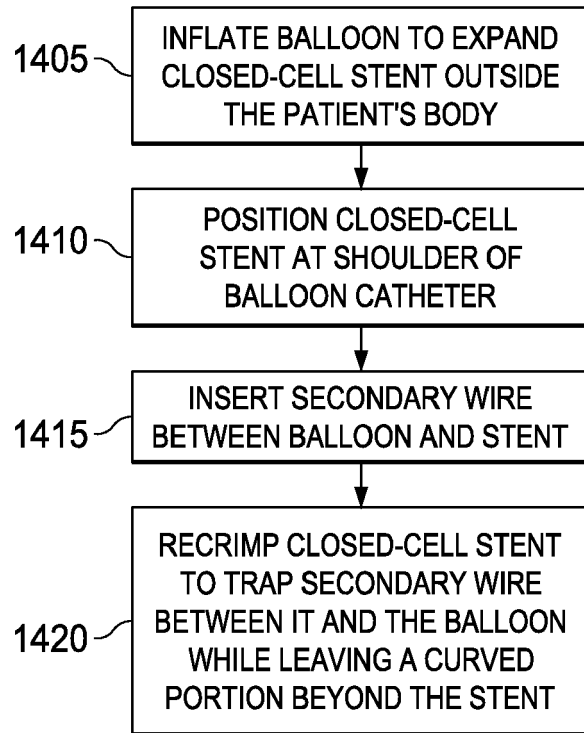 1405
INFLATE BALLOON TO EXPAND
CLOSED-CELL STENT OUTSIDE
THE PATIENT'S BODY
1410
POSITION CLOSED-CELL
STENT AT SHOULDER OF
BALLOON CATHETER
1415
INSERT SECONDARY WIRE
BETWEEN BALLOON AND STENT
1420
RECRIMP CLOSED-CELL STENT
TO TRAP SECONDARY WIRE
BETWEEN IT AND THE BALLOON
WHILE LEAVING A CURVED
PORTION BEYOND THE STENT